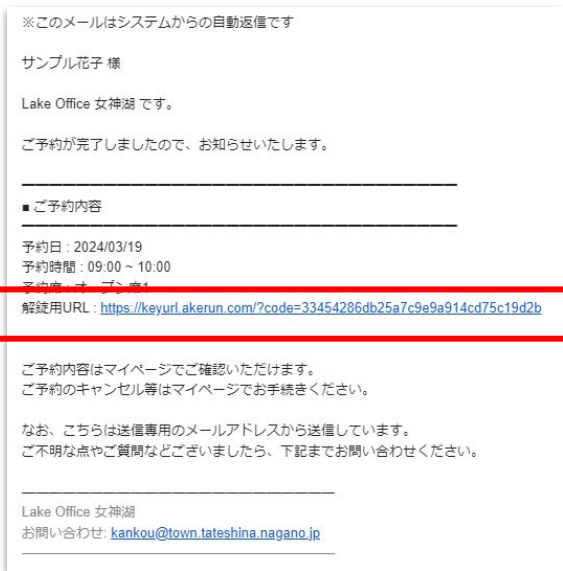 ※このメールはシステムからの自動返信です
サンプル花子 様
Lake Office 女神湖 です。
ご予約が完了しましたので、お知らせいたします。
■ ご予約内容
予約日 : 2024/03/19
予約時間 : 09:00 ~ 10:00
予約席 : オープン席1
解錠用URL : https://keyurl.akerun.com/?code=33454286db25a7c9e9a914cd75c19d2b
ご予約内容はマイページでご確認いただけます。
ご予約のキャンセル等はマイページでお手続きください。
なお、こちらは送信専用のメールアドレスから送信しています。
ご不明な点やご質問などございましたら、下記までお問い合わせください。
Lake Office 女神湖
お問い合わせ: kankou@town.tateshina.nagano.jp